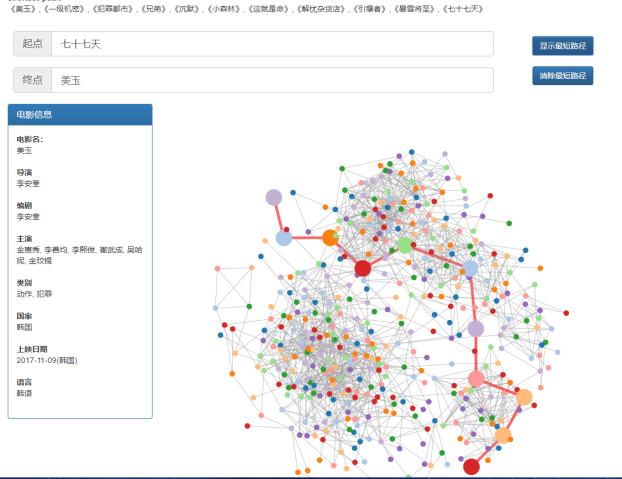 《美玉》,《一级机密》,《犯罪都市》,《兄弟》,《沉默》,《小森林》,《这就是命》,《解忧杂货店》,《引爆者》,《暴雪将至》,《七十七天》
起点 七十七天
显示最短路径
终点 美玉
清除最短路径
电影信息
电影名:
美玉
导演
李安奎
编剧
李安奎
主演
金惠秀, 李善均, 李熙俊, 崔武成, 吴哈
妮, 金玟锡
类别
动作, 犯罪
国家
韩国
上映日期
2017-11-09(韩国)
语言
韩语